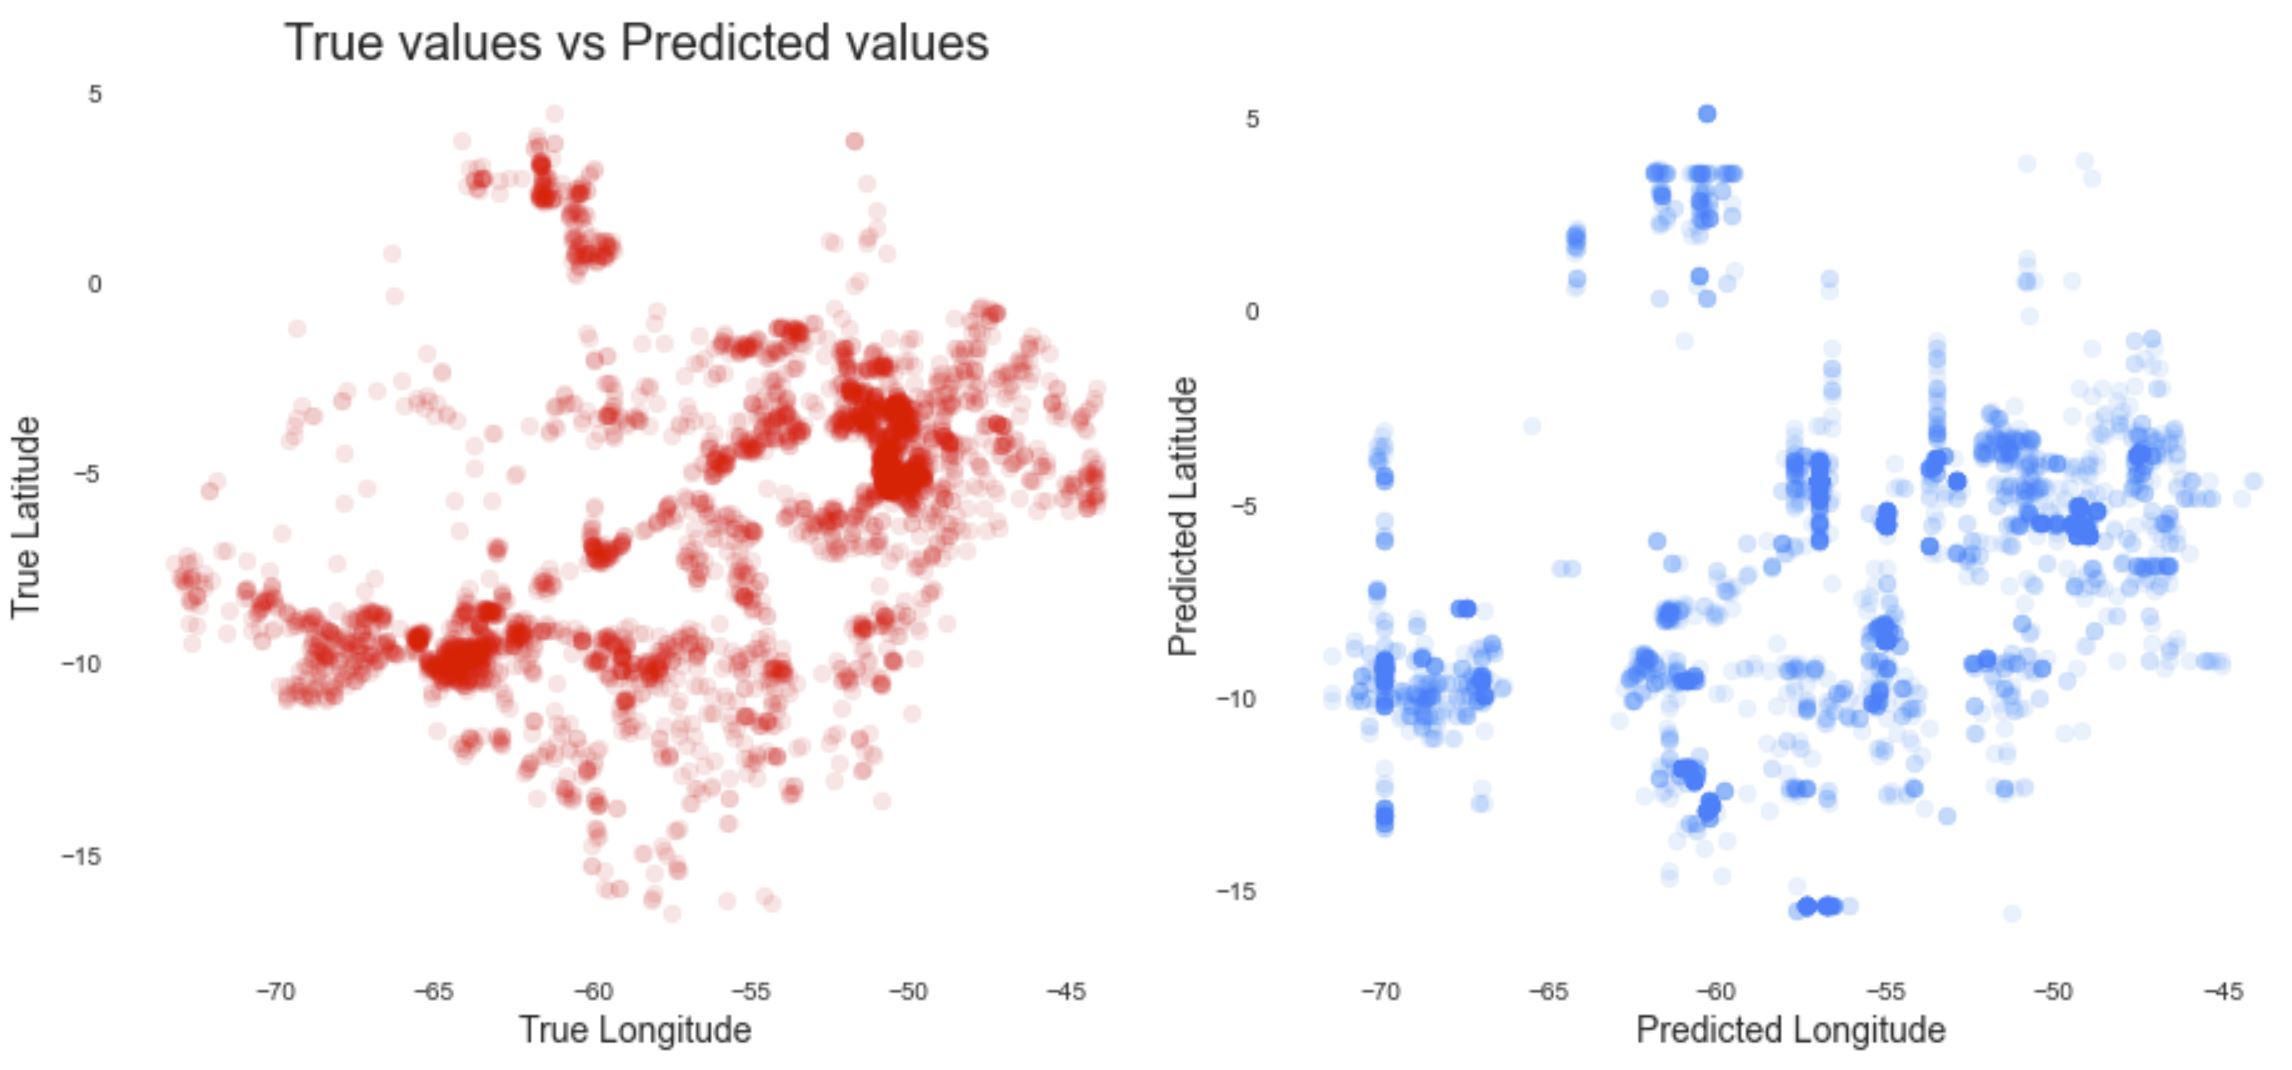 True values vs Predicted values
5
0
−5
−10
−15
True Latitude
−70 −65 −60 −55 −50 −45
True Longitude
5
0
−5
−10
−15
Predicted Latitude
−70 −65 −60 −55 −50 −45
Predicted Longitude